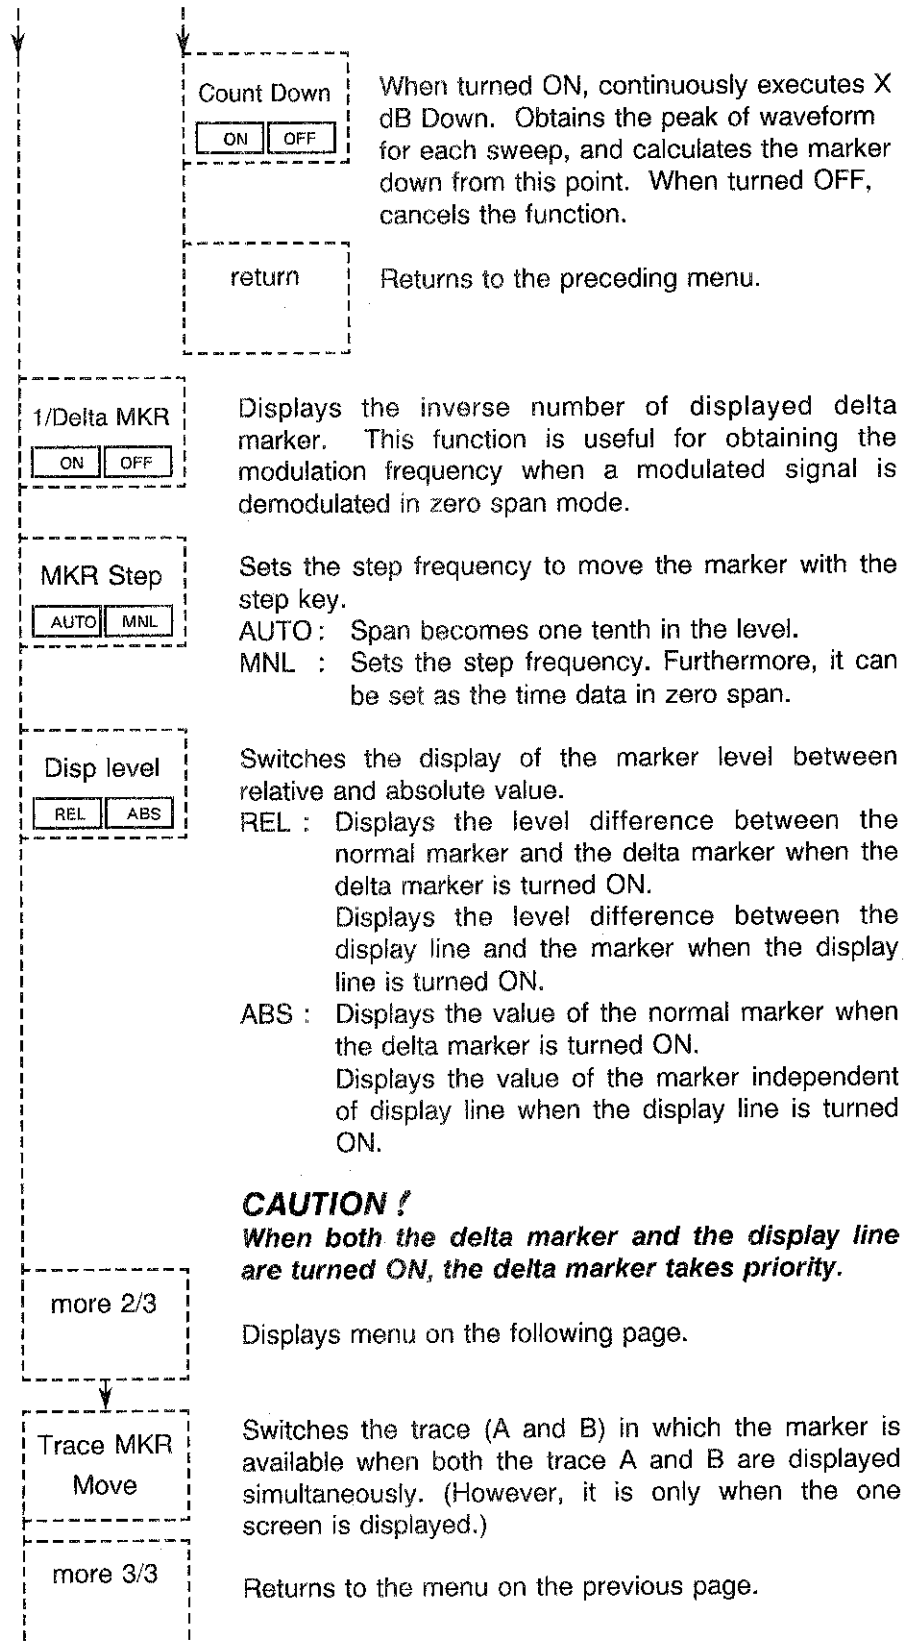 Count Down
ON OFF
When turned ON, continuously executes X
dB Down. Obtains the peak of waveform
for each sweep, and calculates the marker
down from this point. When turned OFF,
cancels the function.
return
Returns to the preceding menu.
1/Delta MKR
ON OFF
Displays the inverse number of displayed delta
marker. This function is useful for obtaining the
modulation frequency when a modulated signal is
demodulated in zero span mode.
MKR Step
AUTO MNL
Sets the step frequency to move the marker with the
step key.
AUTO : Span becomes one tenth in the level.
MNL : Sets the step frequency. Furthermore, it can
be set as the time data in zero span.
Disp level
REL ABS
Switches the display of the marker level between
relative and absolute value.
REL : Displays the level difference between the
normal marker and the delta marker when the
delta marker is turned ON.
Displays the level difference between the
display line and the marker when the display
line is turned ON.
ABS : Displays the value of the normal marker when
the delta marker is turned ON.
Displays the value of the marker independent
of display line when the display line is turned
ON.
CAUTION !
When both the delta marker and the display line
are turned ON, the delta marker takes priority.
more 2/3
Displays menu on the following page.
Trace MKR
Move
Switches the trace (A and B) in which the marker is
available when both the trace A and B are displayed
simultaneously. (However, it is only when the one
screen is displayed.)
more 3/3
Returns to the menu on the previous page.